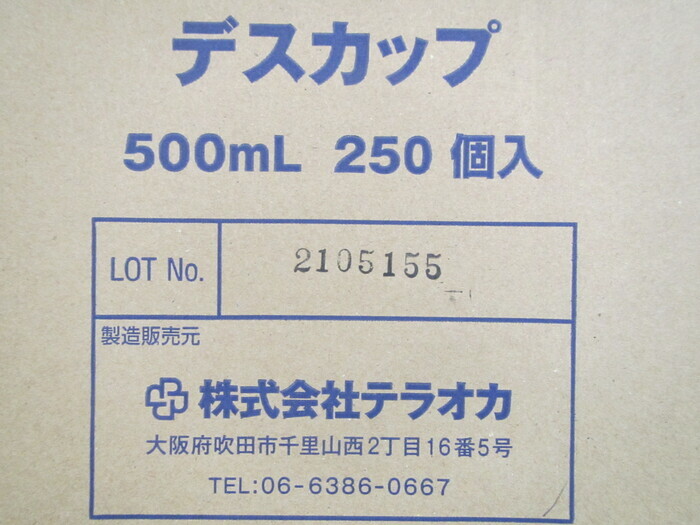 デスカップ
500mL 250 個入
LOT No. 2105155
製造販売元
株式会社テラオカ
大阪府吹田市千里山西2丁目16番5号
TEL:06-6386-0667